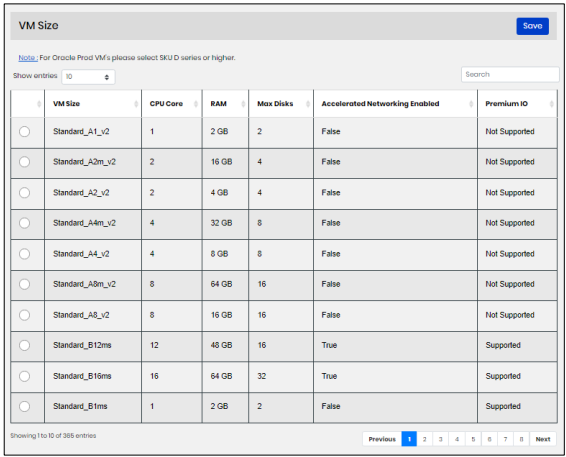 VM Size
Save
Note : For Oracle Prod VM's please select SKU D series or higher.
Show entries 10
Search
VM Size CPU Core RAM Max Disks Accelerated Networking Enabled Premium IO
Standard_A1_v2 1 2 GB 2 False Not Supported
Standard_A2m_v2 2 16 GB 4 False Not Supported
Standard_A2_v2 2 4 GB 4 False Not Supported
Standard_A4m_v2 4 32 GB 8 False Not Supported
Standard_A4_v2 4 8 GB 8 False Not Supported
Standard_A8m_v2 8 64 GB 16 False Not Supported
Standard_A8_v2 8 16 GB 16 False Not Supported
Standard_B12ms 12 48 GB 16 True Supported
Standard_B16ms 16 64 GB 32 True Supported
Standard_B1ms 1 2 GB 2 False Supported
Showing 1 to 10 of 385 entries
Previous 1 2 3 4 5 6 7 8 Next